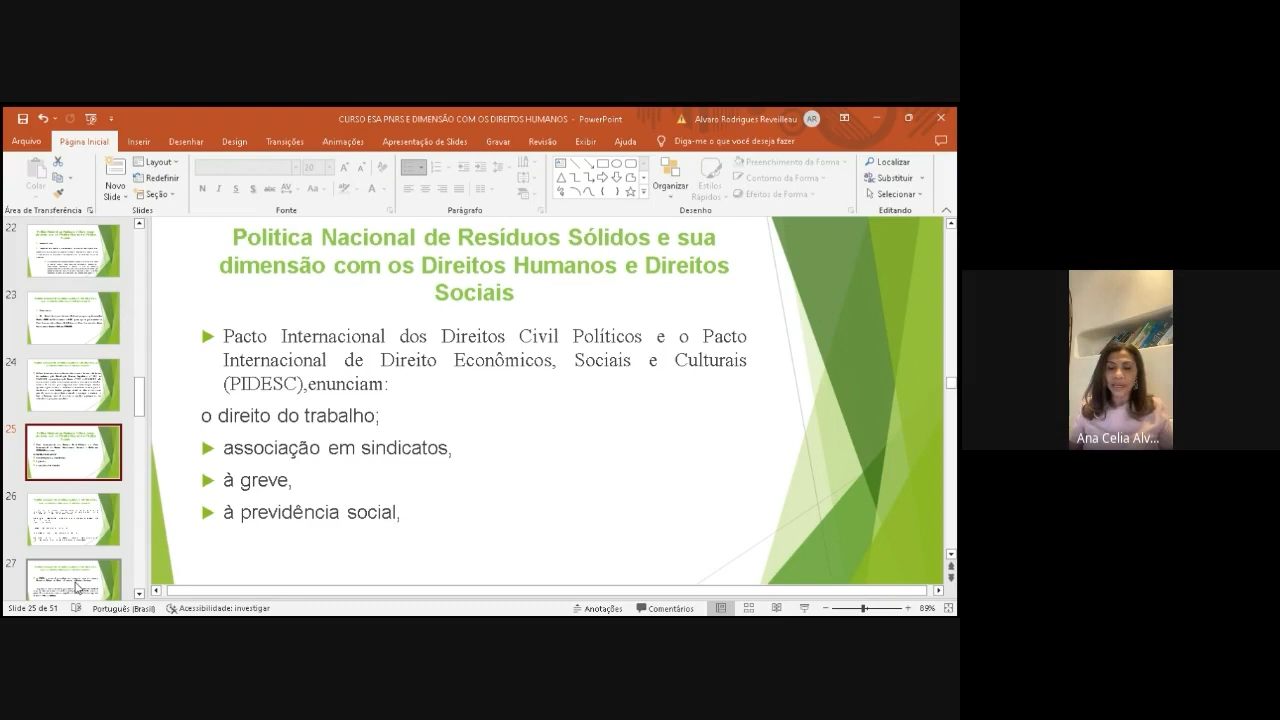 CURSO ESA PNRS E DIMENSÃO COM OS DIREITOS HUMANOS - PowerPoint
Alvaro Rodrigues Reveilleau
AR
Arquivo
Página Inicial
Inserir
Desenhar
Design
Transições
Animações
Apresentação de Slides
Gravar
Revisão
Exibir
Ajuda
Diga-me o que deseja fazer
Colar
Novo
Slide
Layout
Redefinir
Seção
20
N I S
Organizar
Estilos
Rápidos
Preenchimento da Forma
Contorno da Forma
Efeitos de Forma
Localizar
Substituir
Selecionar
Área de Transferência
Slides
Fonte
Parágrafo
Desenho
Editando
22
23
24
25
26
27
Politica Nacional de Resíduos Sólidos e sua
dimensão com os Direitos Humanos e Direitos
Sociais
Pacto Internacional dos Direitos Civil Políticos e o Pacto
Internacional de Direito Econômicos, Sociais e Culturais
(PIDESC),enunciam:
o direito do trabalho;
associação em sindicatos,
à greve,
à previdência social,
Slide 25 de 51
Português (Brasil)
Acessibilidade: investigar
Anotações
Comentários
89%
Ana Celia Alv...